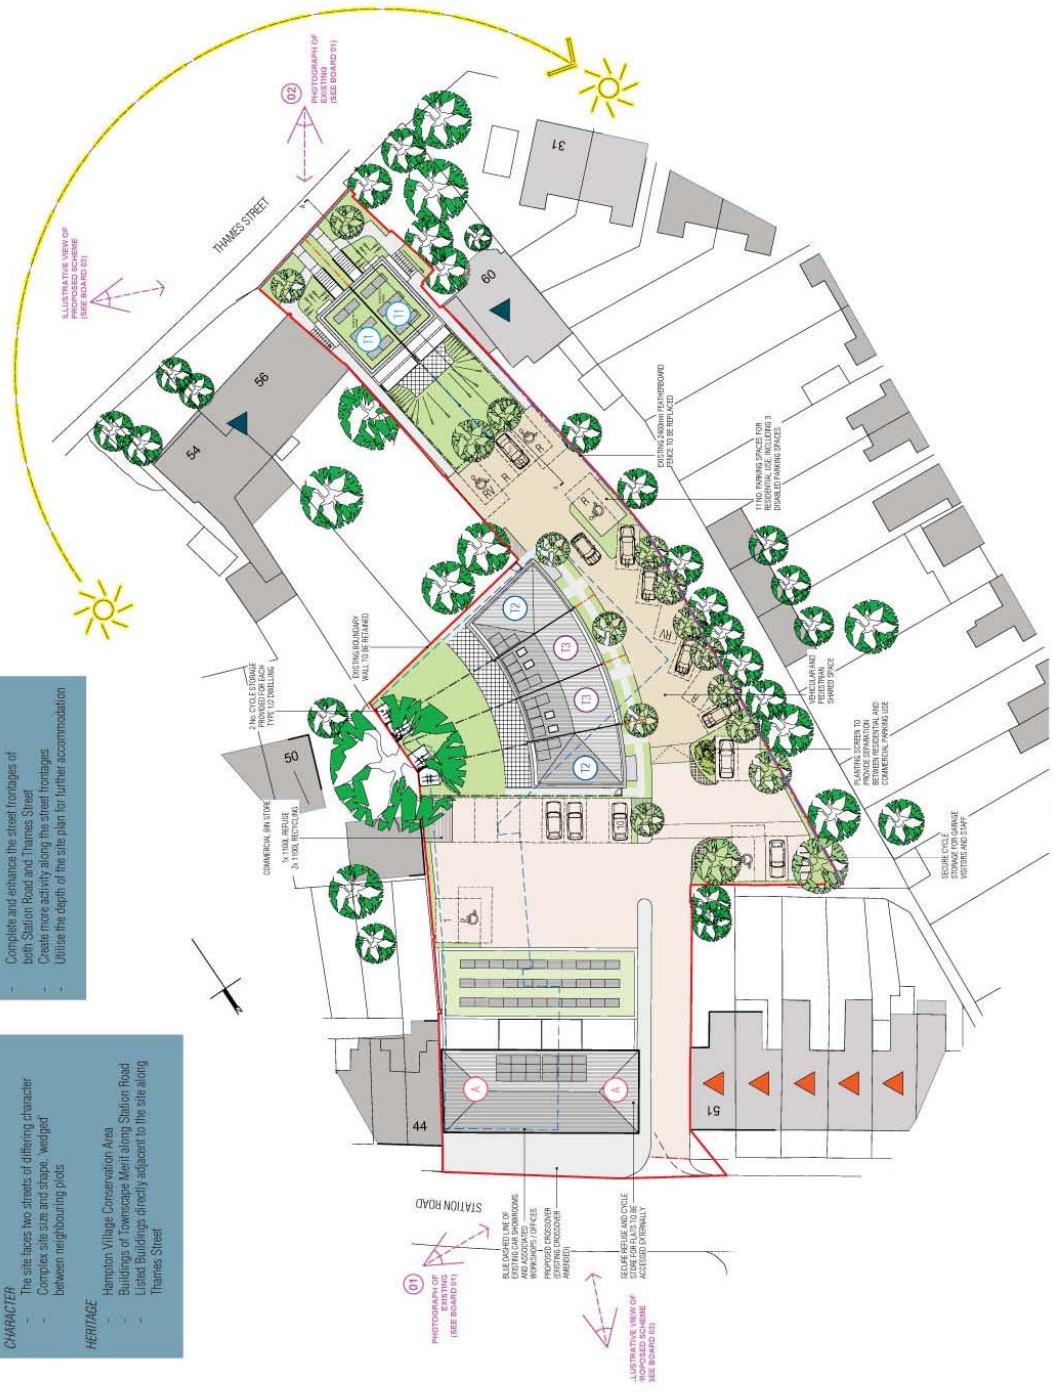 CHARACTER
- The site faces two streets of differing character
- Complex site size and shape, 'wedged'
between neighbouring plots
HERITAGE
- Hampton Village Conservation Area
- Buildings of Townscape Merit along Station Road
- Listed Buildings directly adjacent to the site along
Thames Street
- Complete and enhance the street frontages of
both Station Road and Thames Street
- Create more activity along the street frontages
- Utilise the depth of the site plan for further accommodation
ILLUSTRATIVE VIEW OF
PROPOSED SCHEME
(SEE BOARD 03)
02
PHOTOGRAPH OF
EXISTING
(SEE BOARD 01)
THAMES STREET
A
31
60
56
54
50
44
51
T1
T1
T2
T3
T3
T2
A
A
R
R
RV
R
RV
R
10
1
N
2 No. CYCLE STORAGE
PROVIDED FOR EACH
TYPE 1/2 DWELLING
EXISTING BOUNDARY
WALL TO BE RETAINED
COMMERCIAL BIN STORE
1x 1100L REFUSE
2x 1100L RECYCLING
EXISTING 2400mm FEATHERBOARD
FENCE TO BE REPLACED
11 NO. PARKING SPACES FOR
RESIDENTIAL USE, INCLUDING 3
DISABLED PARKING SPACES
VEHICULAR AND
PEDESTRIAN
SHARED SPACE
PLANTING SCREEN TO
PROVIDE SEPARATION
BETWEEN RESIDENTIAL AND
COMMERCIAL PARKING USE
SECURE CYCLE
STORAGE FOR GARAGE
VISITORS AND STAFF
STATION ROAD
01
PHOTOGRAPH OF
EXISTING
(SEE BOARD 01)
BLUE DASHED LINE OF
EXISTING CAR SHOWROOMS
AND ASSOCIATED
WORKSHOPS / OFFICES
PROPOSED CROSSOVER
(EXISTING CROSSOVER
AMENDED)
SECURE REFUSE AND CYCLE
STORE FOR FLATS TO BE
ACCESSED EXTERNALLY
LUSTRATIVE VIEW OF
ROPOSED SCHEME
SEE BOARD 03)